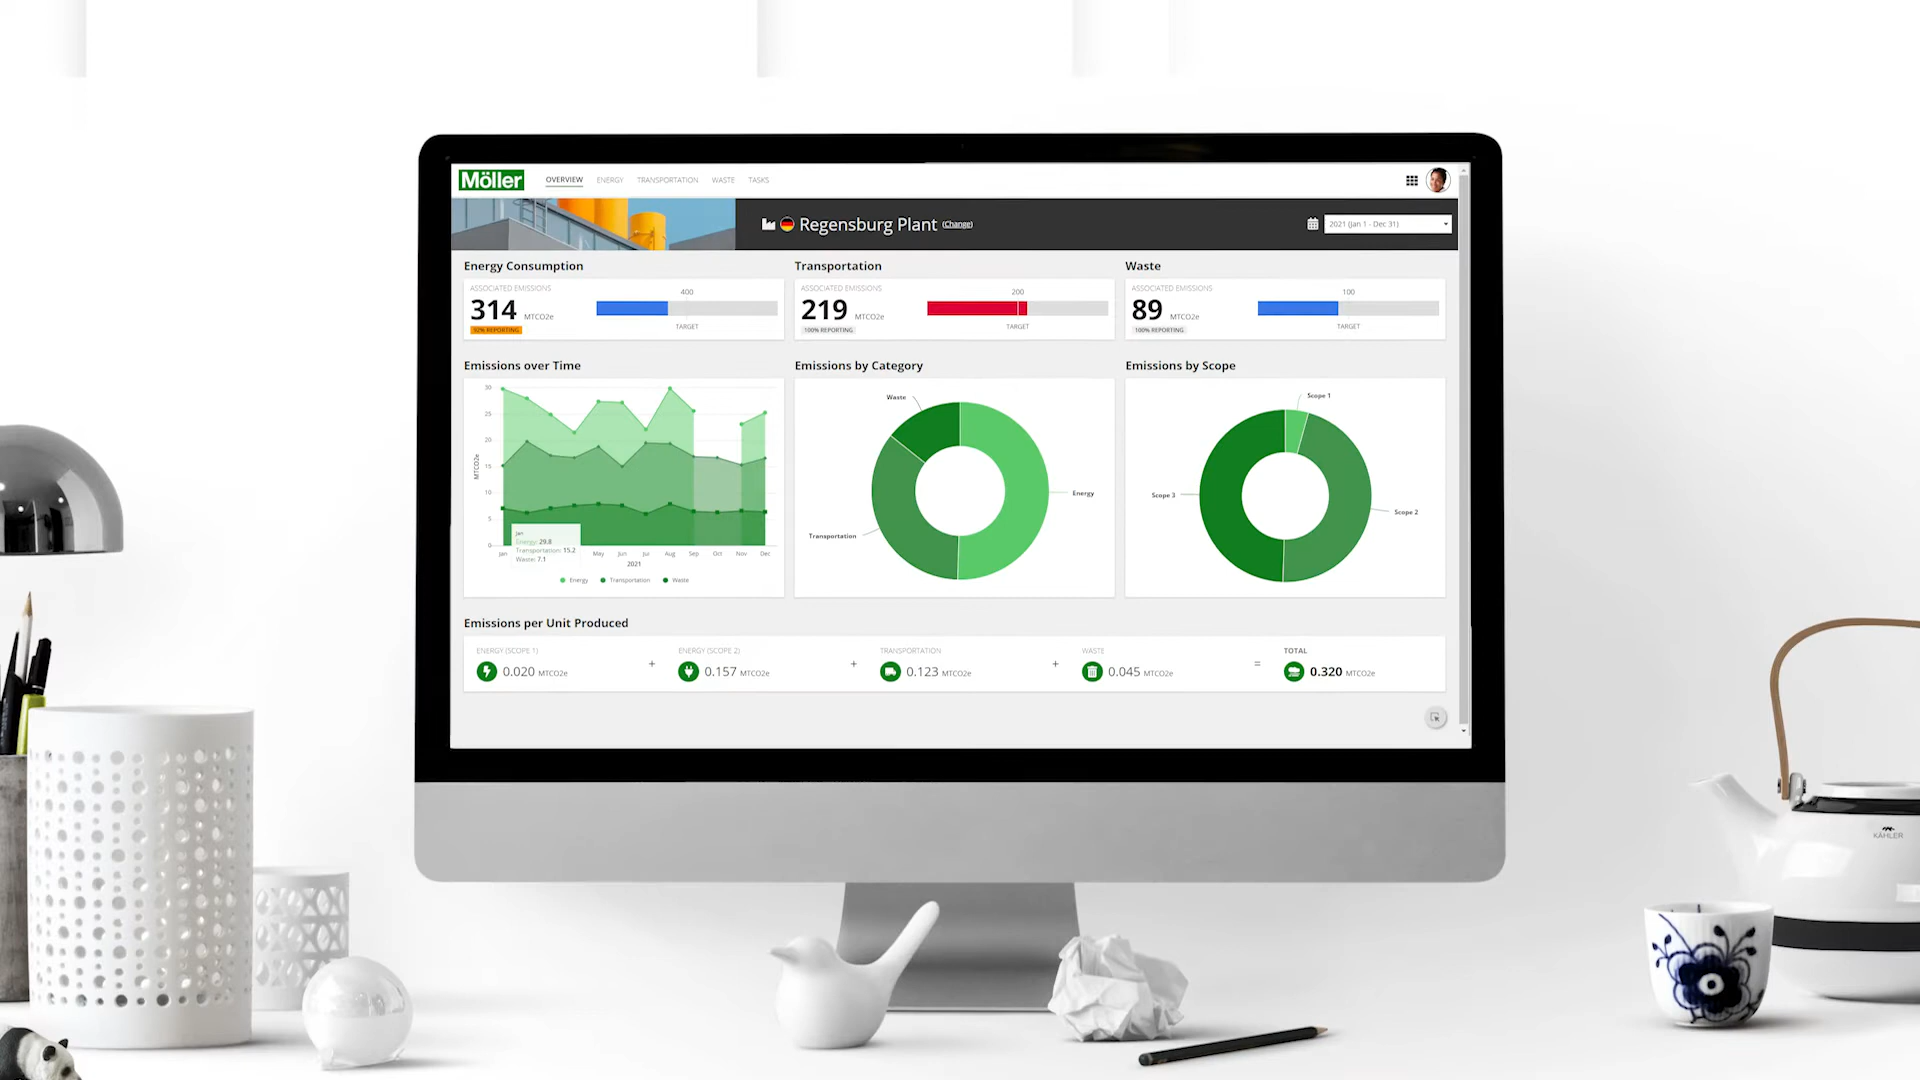 Möller OVERVIEW ENERGY TRANSPORTATION WASTE TASKS
Regensburg Plant (Change) 2021 (Jan 1 - Dec 31)
Energy Consumption
ASSOCIATED EMISSIONS
314 MTCO2e
92% REPORTING
400
TARGET
Transportation
ASSOCIATED EMISSIONS
219 MTCO2e
100% REPORTING
200
TARGET
Waste
ASSOCIATED EMISSIONS
89 MTCO2e
100% REPORTING
100
TARGET
Emissions over Time
30
25
20
15
10
5
0
MTCO2e
Jan
Energy: 29.8
Transportation: 15.2
Waste: 7.1
Jan May Jun Jul Aug Sep Oct Nov Dec
2021
Energy Transportation Waste
Emissions by Category
Waste
Energy
Transportation
Emissions by Scope
Scope 1
Scope 3
Scope 2
Emissions per Unit Produced
ENERGY (SCOPE 1)
0.020 MTCO2e
+
ENERGY (SCOPE 2)
0.157 MTCO2e
+
TRANSPORTATION
0.123 MTCO2e
+
WASTE
0.045 MTCO2e
=
TOTAL
0.320 MTCO2e
KÄHLER